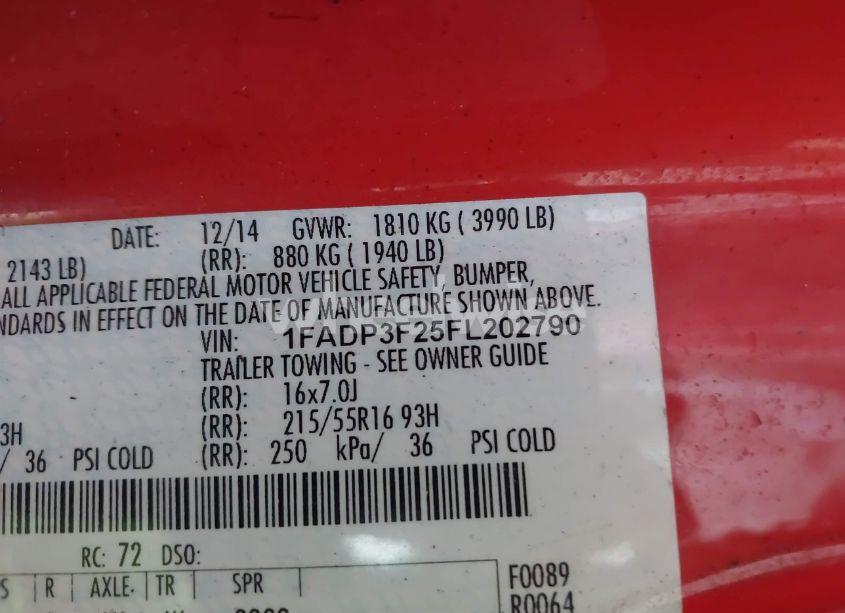 DATE: 12/14 GVWR: 1810 KG ( 3990 LB)
2143 LB) (RR): 880 KG ( 1940 LB)
ALL APPLICABLE FEDERAL MOTOR VEHICLE SAFETY, BUMPER,
NDARDS IN EFFECT ON THE DATE OF MANUFACTURE SHOWN ABOVE.
VIN: 1FADP3F25FL202790
TRAILER TOWING - SEE OWNER GUIDE
(RR): 16x7.0J
3H (RR): 215/55R16 93H
/ 36 PSI COLD (RR): 250 kPa/ 36 PSI COLD
RC: 72 DSO:
S R AXLE TR SPR F0089
R0064